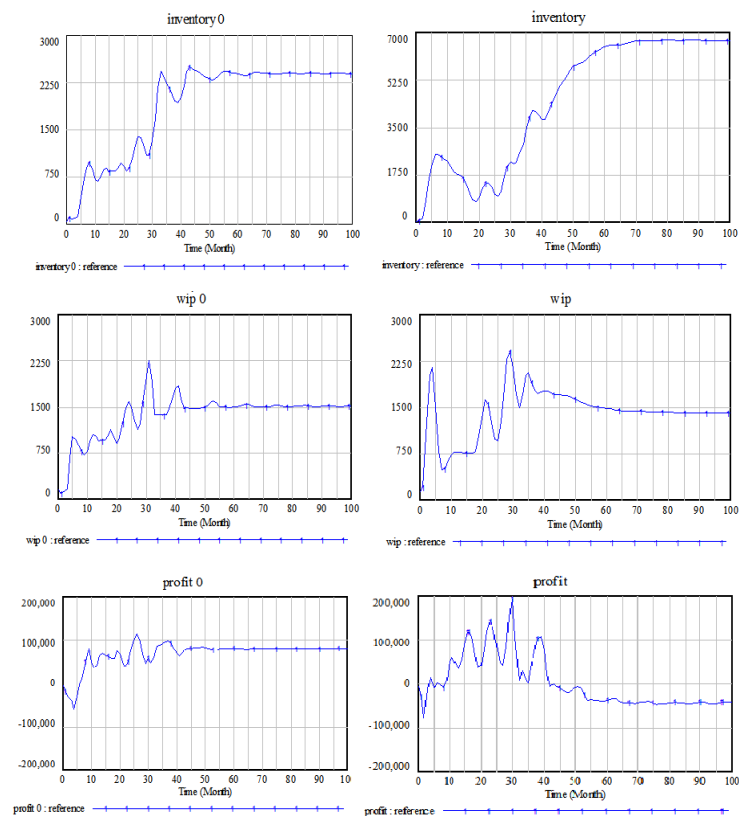 inventory 0
3000
2250
1500
750
0
0 10 20 30 40 50 60 70 80 90 100
Time (Month)
inventory 0 : reference
inventory
7000
5250
3500
1750
0
0 10 20 30 40 50 60 70 80 90 100
Time (Month)
inventory : reference
wip 0
3000
2250
1500
750
0
0 10 20 30 40 50 60 70 80 90 100
Time (Month)
wip 0 : reference
wip
3000
2250
1500
750
0
0 10 20 30 40 50 60 70 80 90 100
Time (Month)
wip : reference
profit 0
200,000
100,000
0
-100,000
-200,000
0 10 20 30 40 50 60 70 80 90 10
Time (Month)
profit 0 : reference
profit
200,000
100,000
0
-100,000
-200,000
0 10 20 30 40 50 60 70 80 90 100
Time (Month)
profit : reference